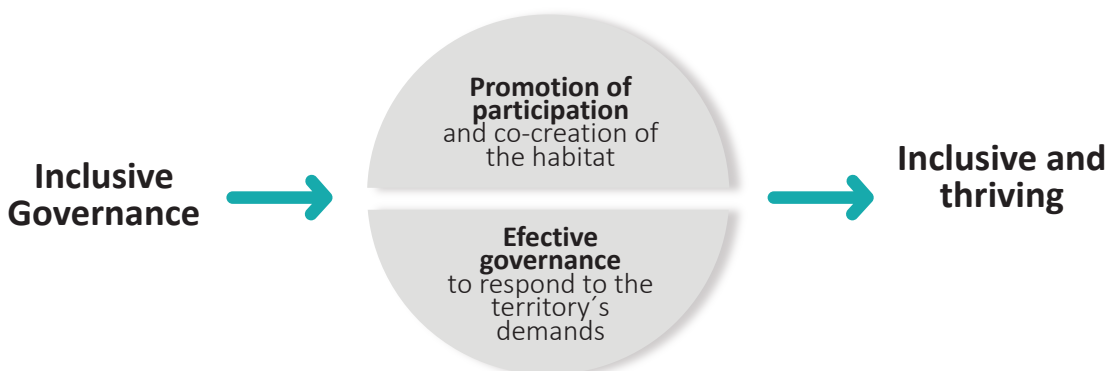 Inclusive
Governance
Promotion of
participation
and co-creation of
the habitat
Efective
governance
to respond to the
territory´s
demands
Inclusive and
thriving